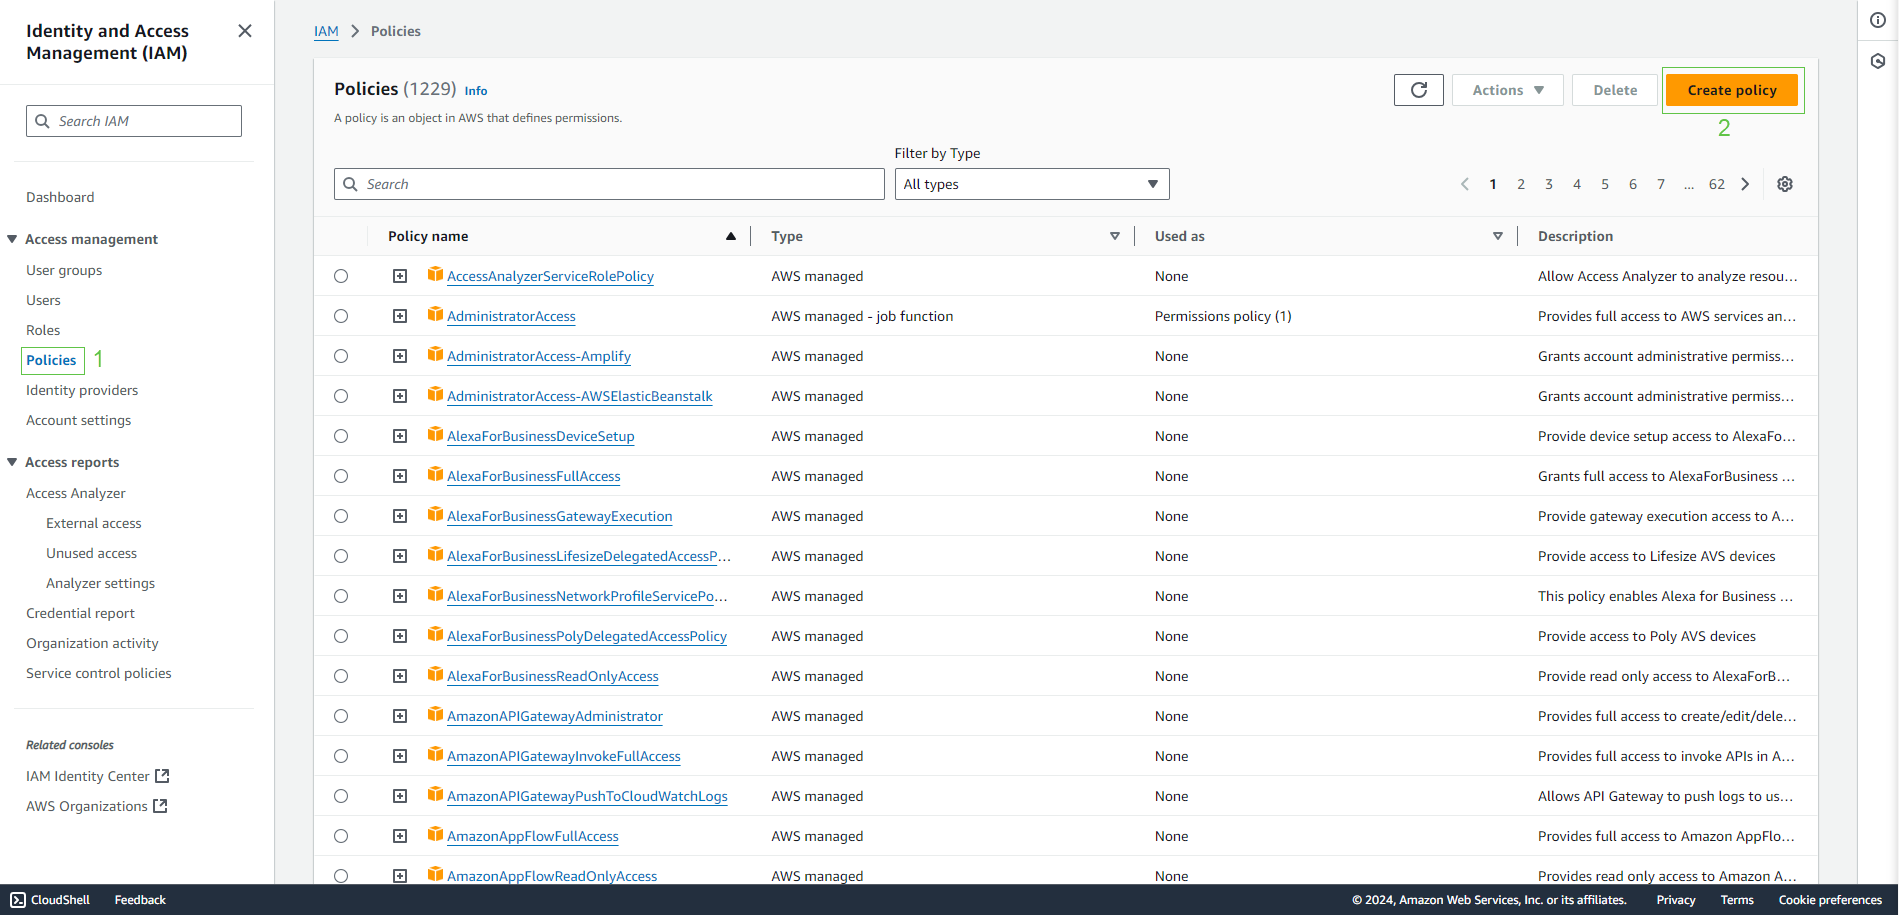 Identity and Access
Management (IAM)
Search IAM
Dashboard
Access management
User groups
Users
Roles
Policies 1
Identity providers
Account settings
Access reports
Access Analyzer
External access
Unused access
Analyzer settings
Credential report
Organization activity
Service control policies
Related consoles
IAM Identity Center
AWS Organizations
IAM > Policies
Policies (1229) Info
A policy is an object in AWS that defines permissions.
Actions Delete Create policy
2
Filter by Type
Search All types 1 2 3 4 5 6 7 ... 62
Policy name Type Used as Description
AccessAnalyzerServiceRolePolicy AWS managed None Allow Access Analyzer to analyze resou...
AdministratorAccess AWS managed - job function Permissions policy (1) Provides full access to AWS services an...
AdministratorAccess-Amplify AWS managed None Grants account administrative permiss...
AdministratorAccess-AWSElasticBeanstalk AWS managed None Grants account administrative permiss...
AlexaForBusinessDeviceSetup AWS managed None Provide device setup access to AlexaFo...
AlexaForBusinessFullAccess AWS managed None Grants full access to AlexaForBusiness ...
AlexaForBusinessGatewayExecution AWS managed None Provide gateway execution access to A...
AlexaForBusinessLifesizeDelegatedAccessP... AWS managed None Provide access to Lifesize AVS devices
AlexaForBusinessNetworkProfileServicePo... AWS managed None This policy enables Alexa for Business ...
AlexaForBusinessPolyDelegatedAccessPolicy AWS managed None Provide access to Poly AVS devices
AlexaForBusinessReadOnlyAccess AWS managed None Provide read only access to AlexaForB...
AmazonAPIGatewayAdministrator AWS managed None Provides full access to create/edit/dele...
AmazonAPIGatewayInvokeFullAccess AWS managed None Provides full access to invoke APIs in A...
AmazonAPIGatewayPushToCloudWatchLogs AWS managed None Allows API Gateway to push logs to us...
AmazonAppFlowFullAccess AWS managed None Provides full access to Amazon AppFlo...
AmazonAppFlowReadOnlyAccess AWS managed None Provides read only access to Amazon A...
CloudShell Feedback © 2024, Amazon Web Services, Inc. or its affiliates. Privacy Terms Cookie preferences